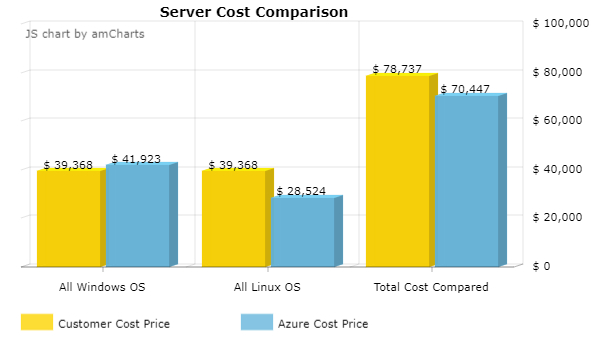 Server Cost Comparison
JS chart by amCharts
$ 100,000
$ 80,000
$ 60,000
$ 40,000
$ 20,000
$ 0
$ 39,368
$ 41,923
$ 39,368
$ 28,524
$ 78,737
$ 70,447
All Windows OS
All Linux OS
Total Cost Compared
Customer Cost Price
Azure Cost Price